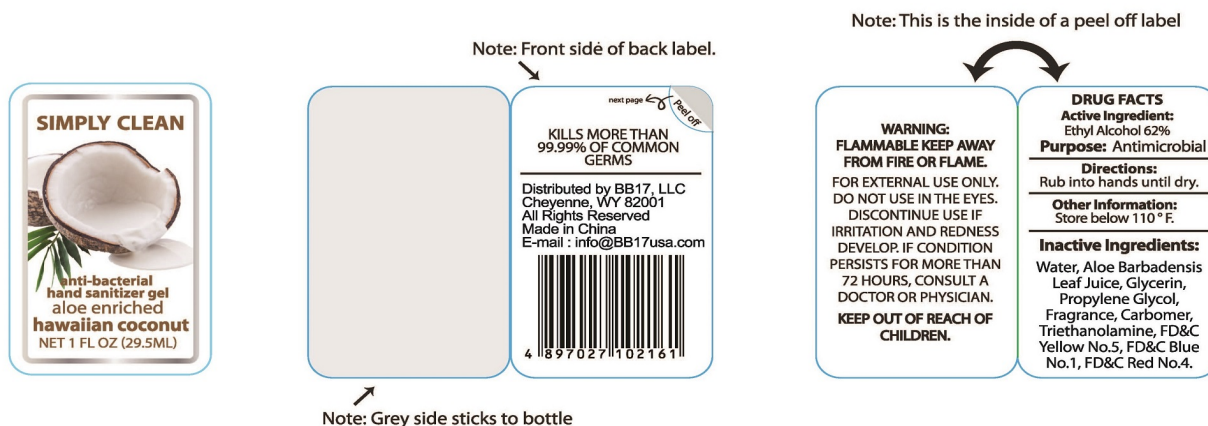 SIMPLY CLEAN
anti-bacterial
hand sanitizer gel
aloe enriched
hawaiian coconut
NET 1 FL OZ (29.5ML)
Note: Front side of back label.
next page
Peel off
KILLS MORE THAN
99.99% OF COMMON
GERMS
Distributed by BB17, LLC
Cheyenne, WY 82001
All Rights Reserved
Made in China
E-mail : info@BB17usa.com
4 897027 102161
Note: Grey side sticks to bottle
Note: This is the inside of a peel off label
WARNING:
FLAMMABLE KEEP AWAY
FROM FIRE OR FLAME.
FOR EXTERNAL USE ONLY.
DO NOT USE IN THE EYES.
DISCONTINUE USE IF
IRRITATION AND REDNESS
DEVELOP. IF CONDITION
PERSISTS FOR MORE THAN
72 HOURS, CONSULT A
DOCTOR OR PHYSICIAN.
KEEP OUT OF REACH OF
CHILDREN.
DRUG FACTS
Active Ingredient:
Ethyl Alcohol 62%
Purpose: Antimicrobial
Directions:
Rub into hands until dry.
Other Information:
Store below 110 ° F.
Inactive Ingredients:
Water, Aloe Barbadensis
Leaf Juice, Glycerin,
Propylene Glycol,
Fragrance, Carbomer,
Triethanolamine, FD&C
Yellow No.5, FD&C Blue
No.1, FD&C Red No.4.